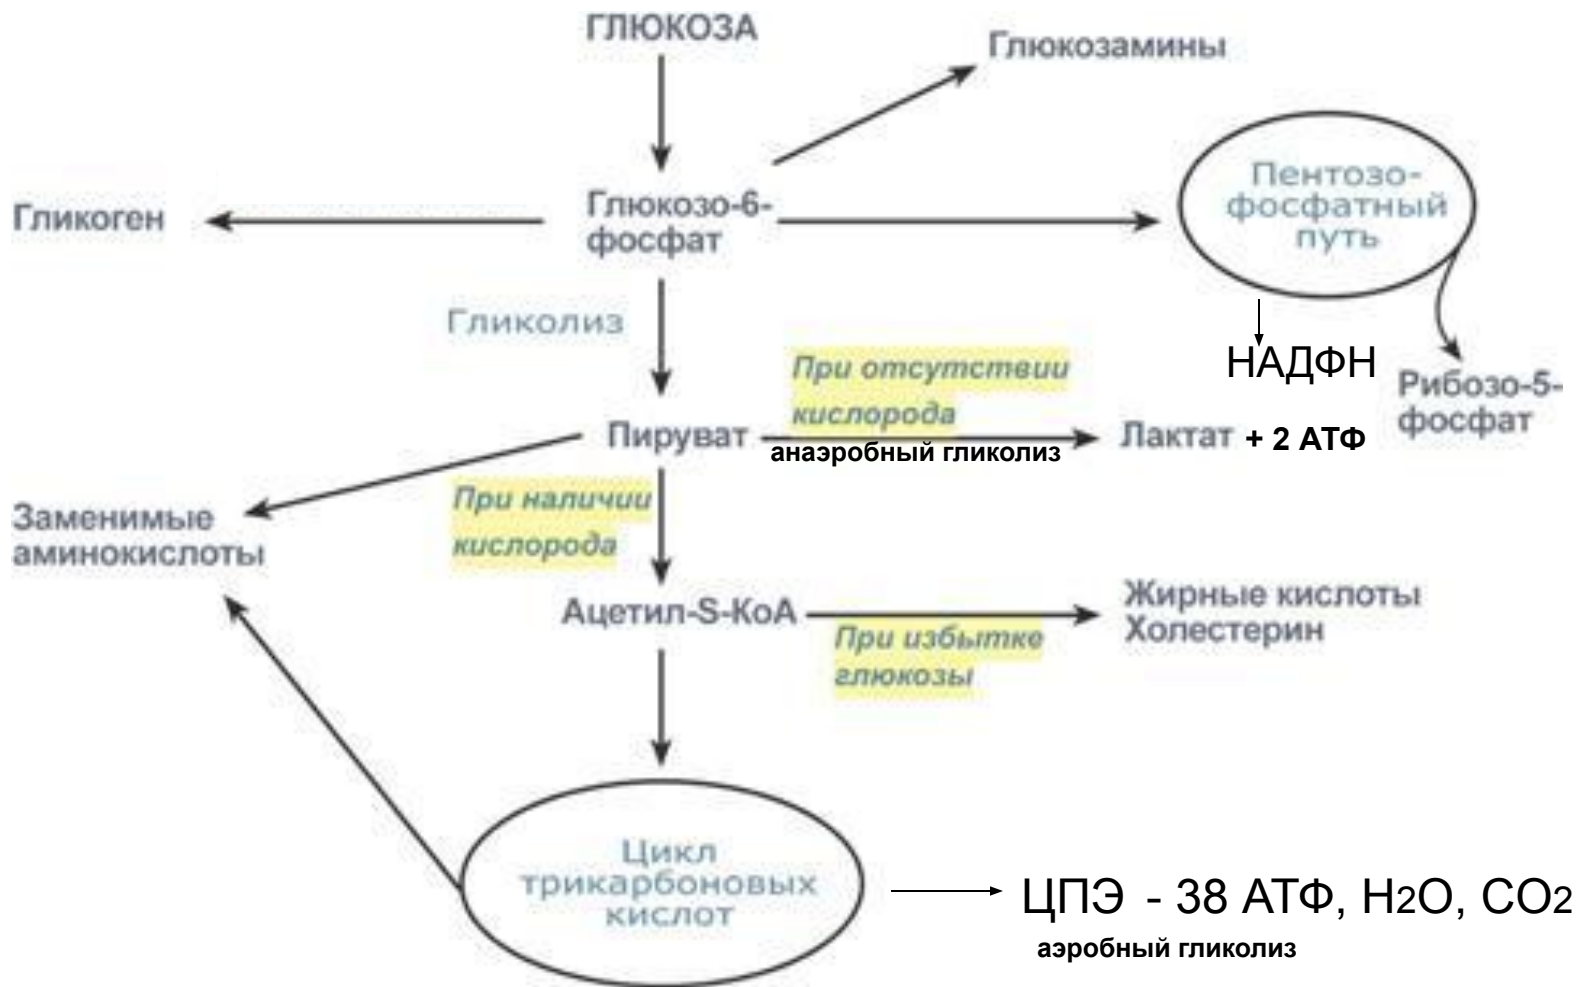 ГЛЮКОЗА
Глюкозамины
Пентозо-
фосфатный
путь
Гликоген
Глюкозо-6-
фосфат
Гликолиз
НАДФН
Рибозо-5-
фосфат
При отсутствии
кислорода
Пируват
анаэробный гликолиз
Лактат + 2 АТФ
При наличии
кислорода
Заменимые
аминокислоты
Ацетил-S-КоА
При избытке
глюкозы
Жирные кислоты
Холестерин
Цикл
трикарбоновых
кислот
ЦПЭ - 38 АТФ, H2O, CO2
аэробный гликолиз